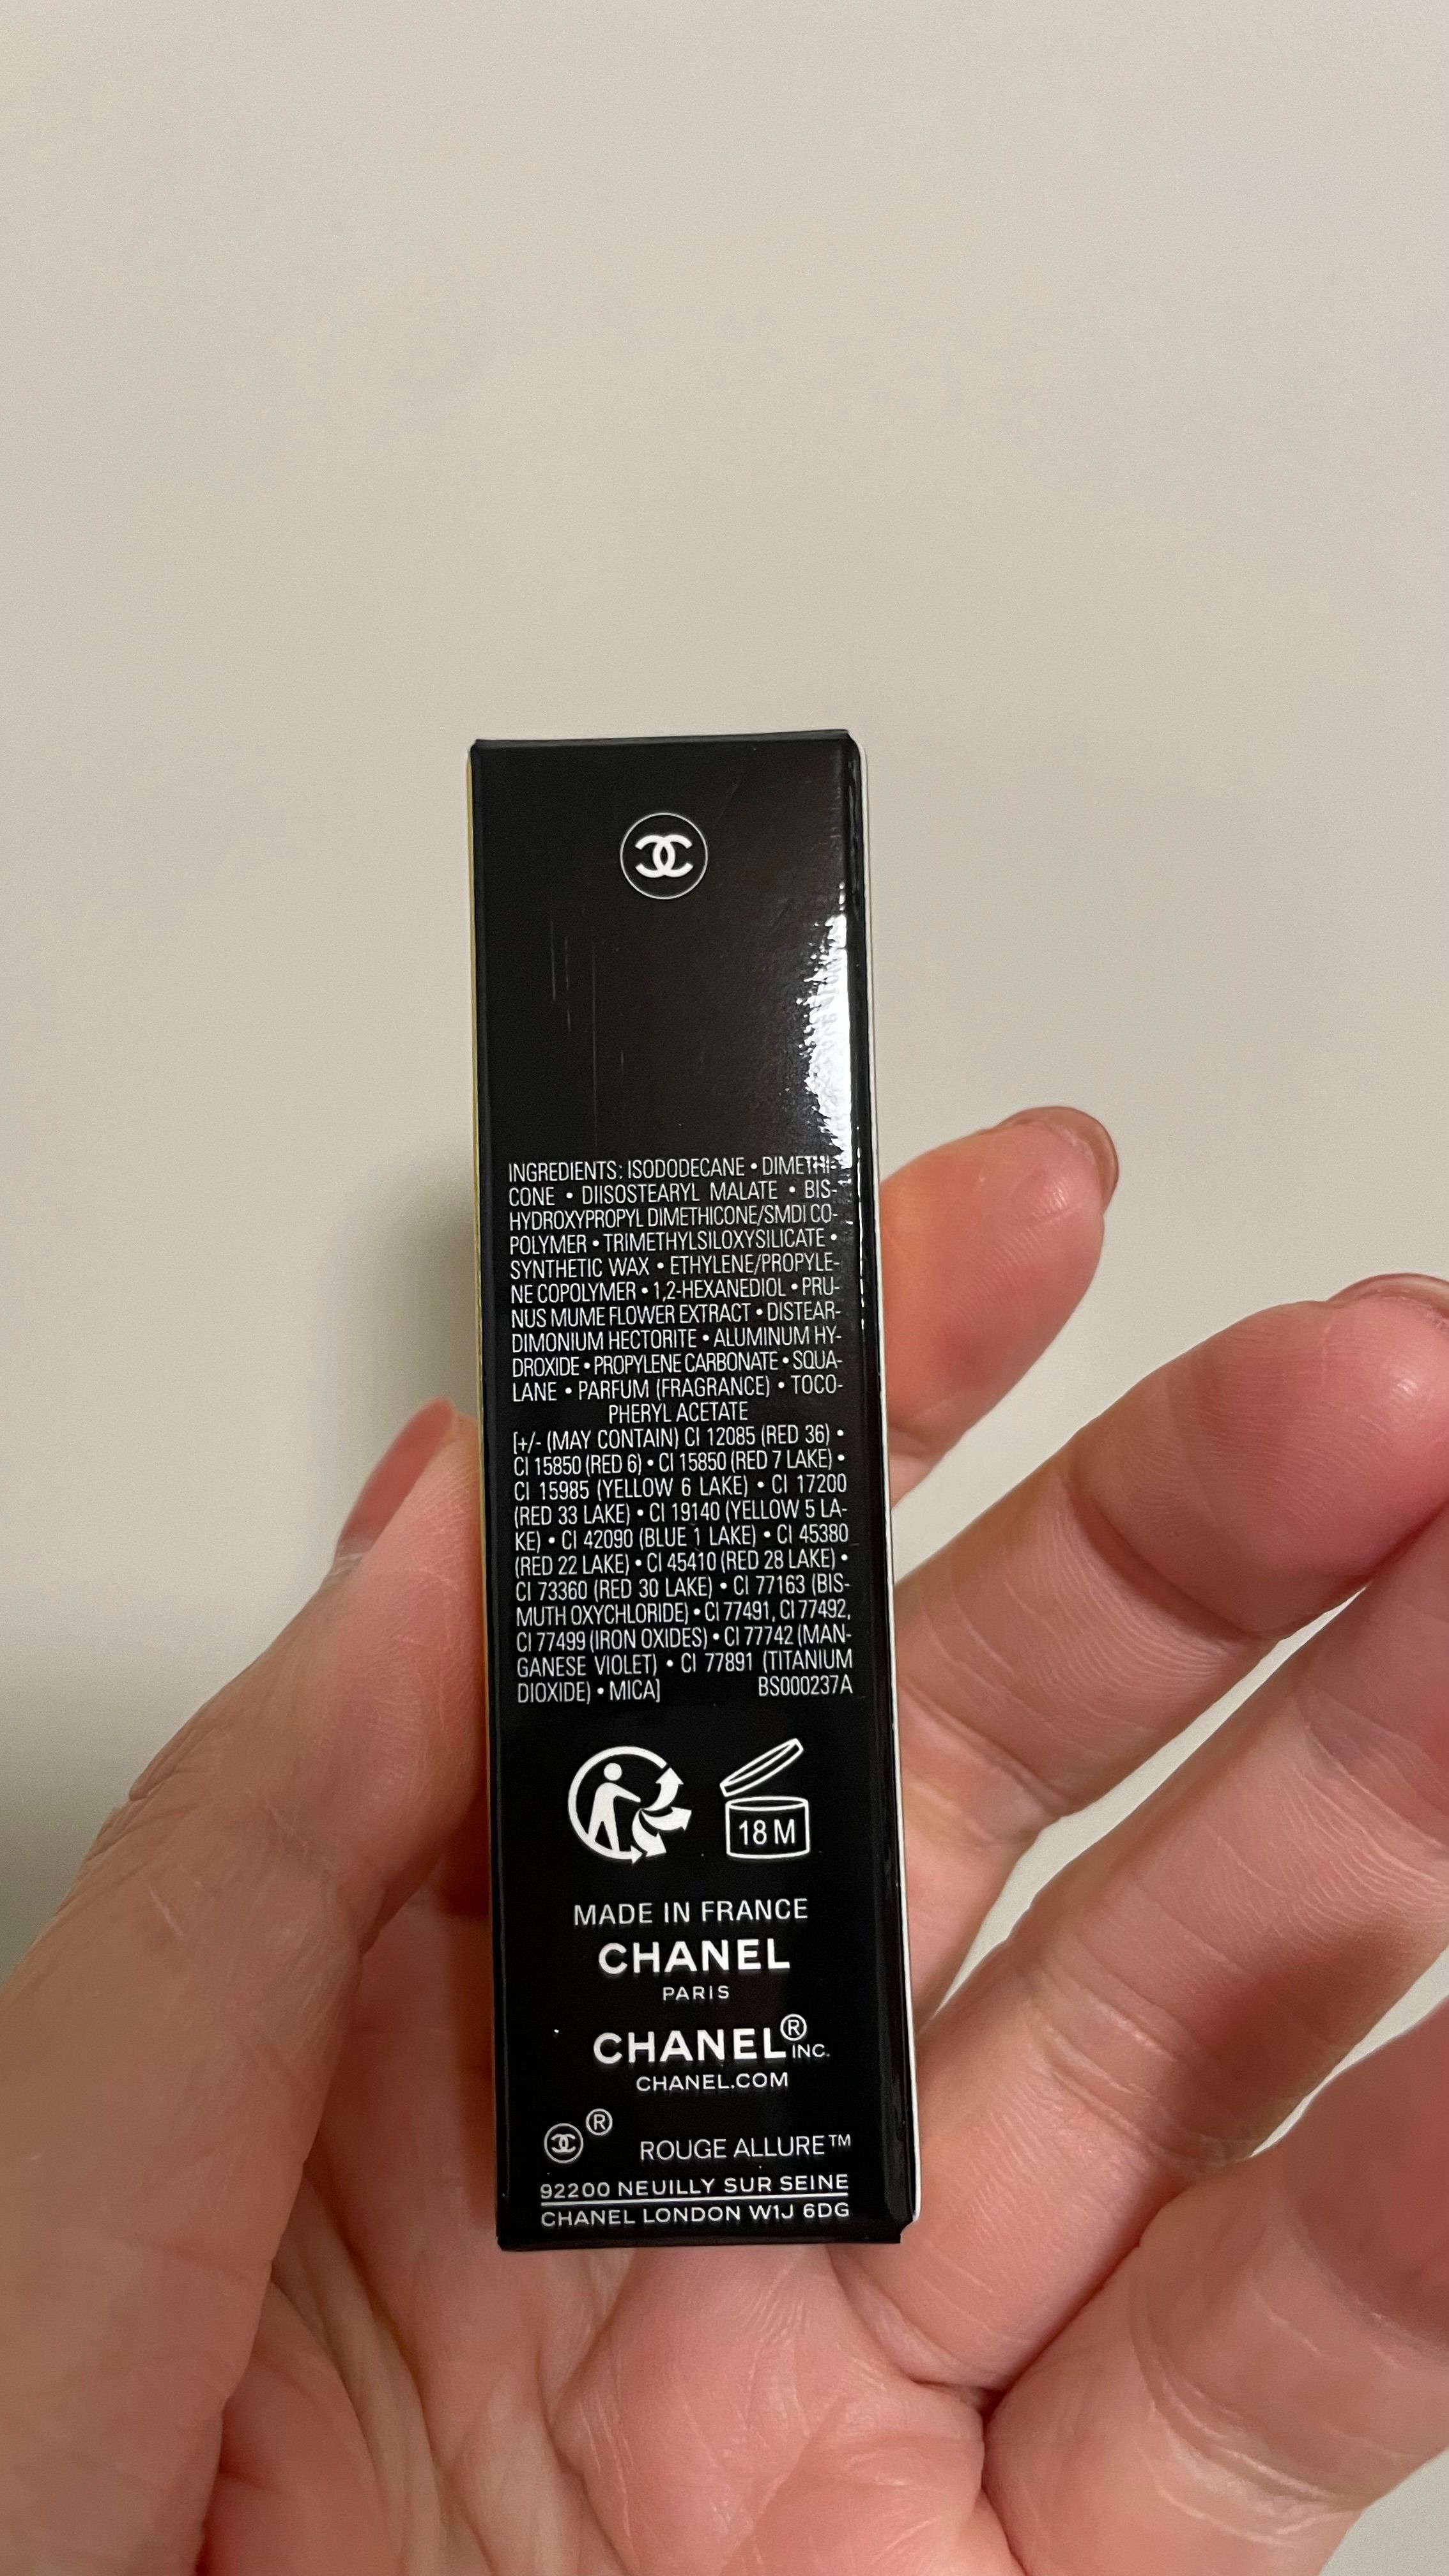 INGREDIENTS: ISODODECANE • DIMETHI-
CONE • DIISOSTEARYL MALATE • BIS-
HYDROXYPROPYL DIMETHICONE/SMDI CO-
POLYMER • TRIMETHYLSILOXYSILICATE •
SYNTHETIC WAX • ETHYLENE/PROPYLE-
NE COPOLYMER • 1,2-HEXANEDIOL • PRU-
NUS MUME FLOWER EXTRACT • DISTEAR-
DIMONIUM HECTORITE • ALUMINUM HY-
DROXIDE • PROPYLENE CARBONATE • SQUA-
LANE • PARFUM (FRAGRANCE) • TOCO-
PHERYL ACETATE
[+/- (MAY CONTAIN) CI 12085 (RED 36) •
CI 15850 (RED 6) • CI 15850 (RED 7 LAKE) •
CI 15985 (YELLOW 6 LAKE) • CI 17200
(RED 33 LAKE) • CI 19140 (YELLOW 5 LA-
KE) • CI 42090 (BLUE 1 LAKE) • CI 45380
(RED 22 LAKE) • CI 45410 (RED 28 LAKE) •
CI 73360 (RED 30 LAKE) • CI 77163 (BIS-
MUTH OXYCHLORIDE) • CI 77491, CI 77492,
CI 77499 (IRON OXIDES) • CI 77742 (MAN-
GANESE VIOLET) • CI 77891 (TITANIUM
DIOXIDE) • MICA] BS000237A
18 M
MADE IN FRANCE
CHANEL
PARIS
CHANEL® INC.
CHANEL.COM
® ROUGE ALLURE™
92200 NEUILLY SUR SEINE
CHANEL LONDON W1J 6DG